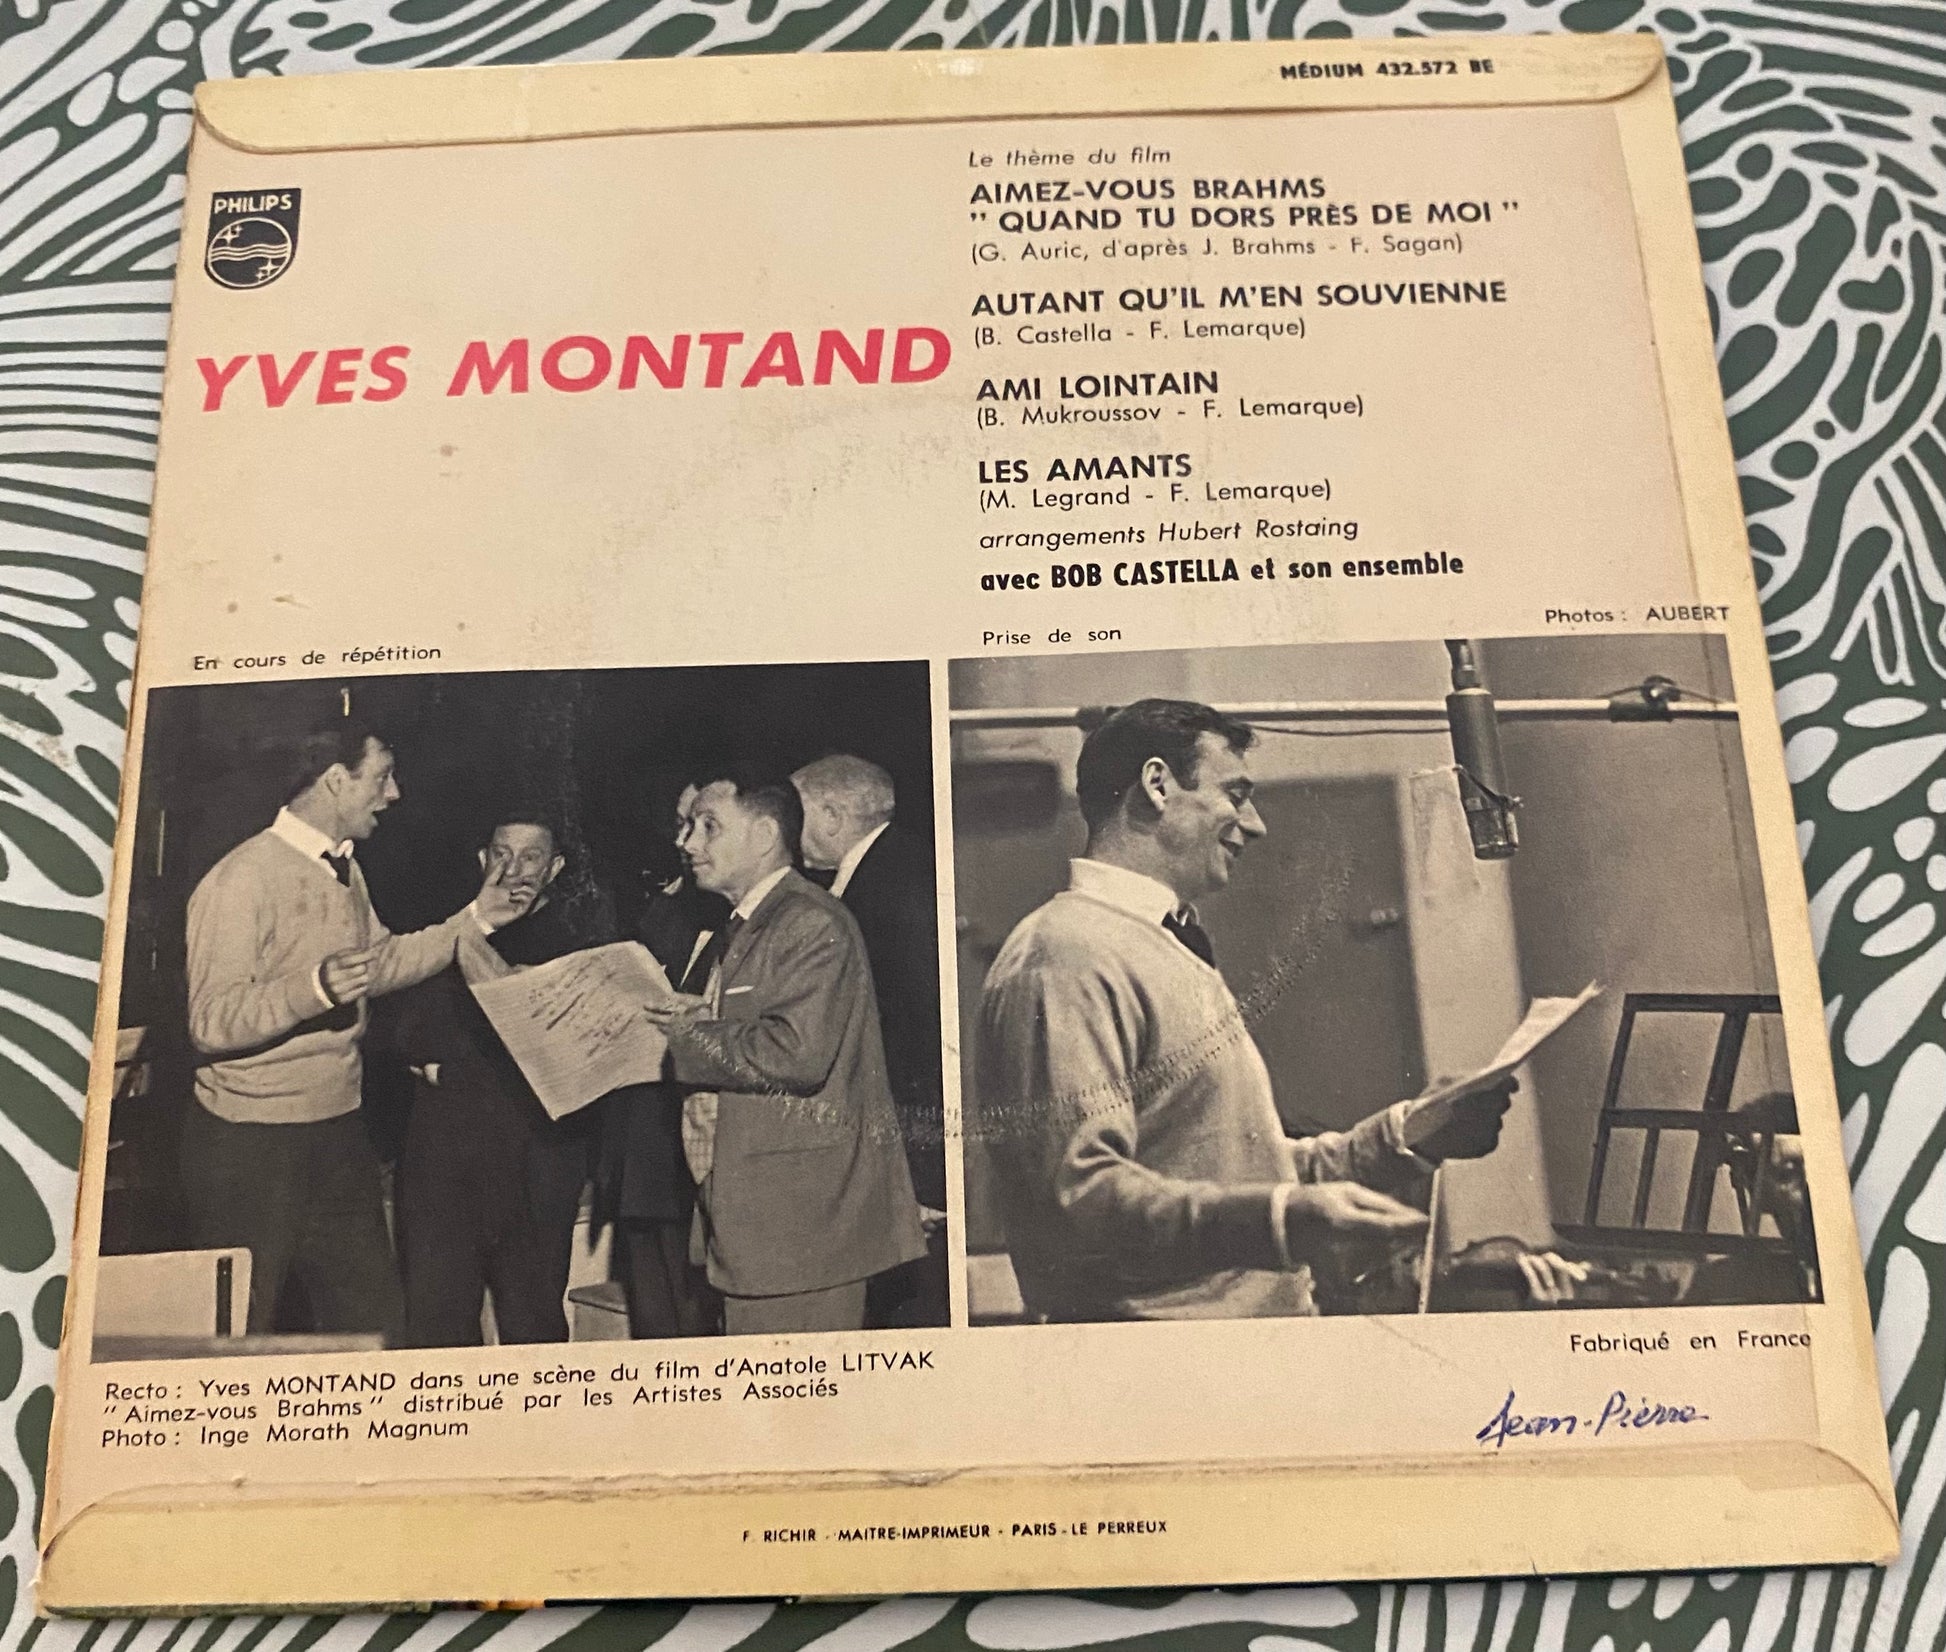 MÉDIUM 432.572 BE
PHILIPS
YVES MONTAND
Le thème du film
AIMEZ-VOUS BRAHMS
" QUAND TU DORS PRÈS DE MOI "
(G. Auric, d'après J. Brahms - F. Sagan)
AUTANT QU'IL M'EN SOUVIENNE
(B. Castella - F. Lemarque)
AMI LOINTAIN
(B. Mukroussov - F. Lemarque)
LES AMANTS
(M. Legrand - F. Lemarque)
arrangements Hubert Rostaing
avec BOB CASTELLA et son ensemble
Photos : AUBERT
En cours de répétition
Prise de son
Fabriqué en France
Recto : Yves MONTAND dans une scène du film d'Anatole LITVAK
" Aimez-vous Brahms " distribué par les Artistes Associés
Photo : Inge Morath Magnum
Jean-Pierre
F. RICHIR - MAITRE-IMPRIMEUR - PARIS - LE PERREUX